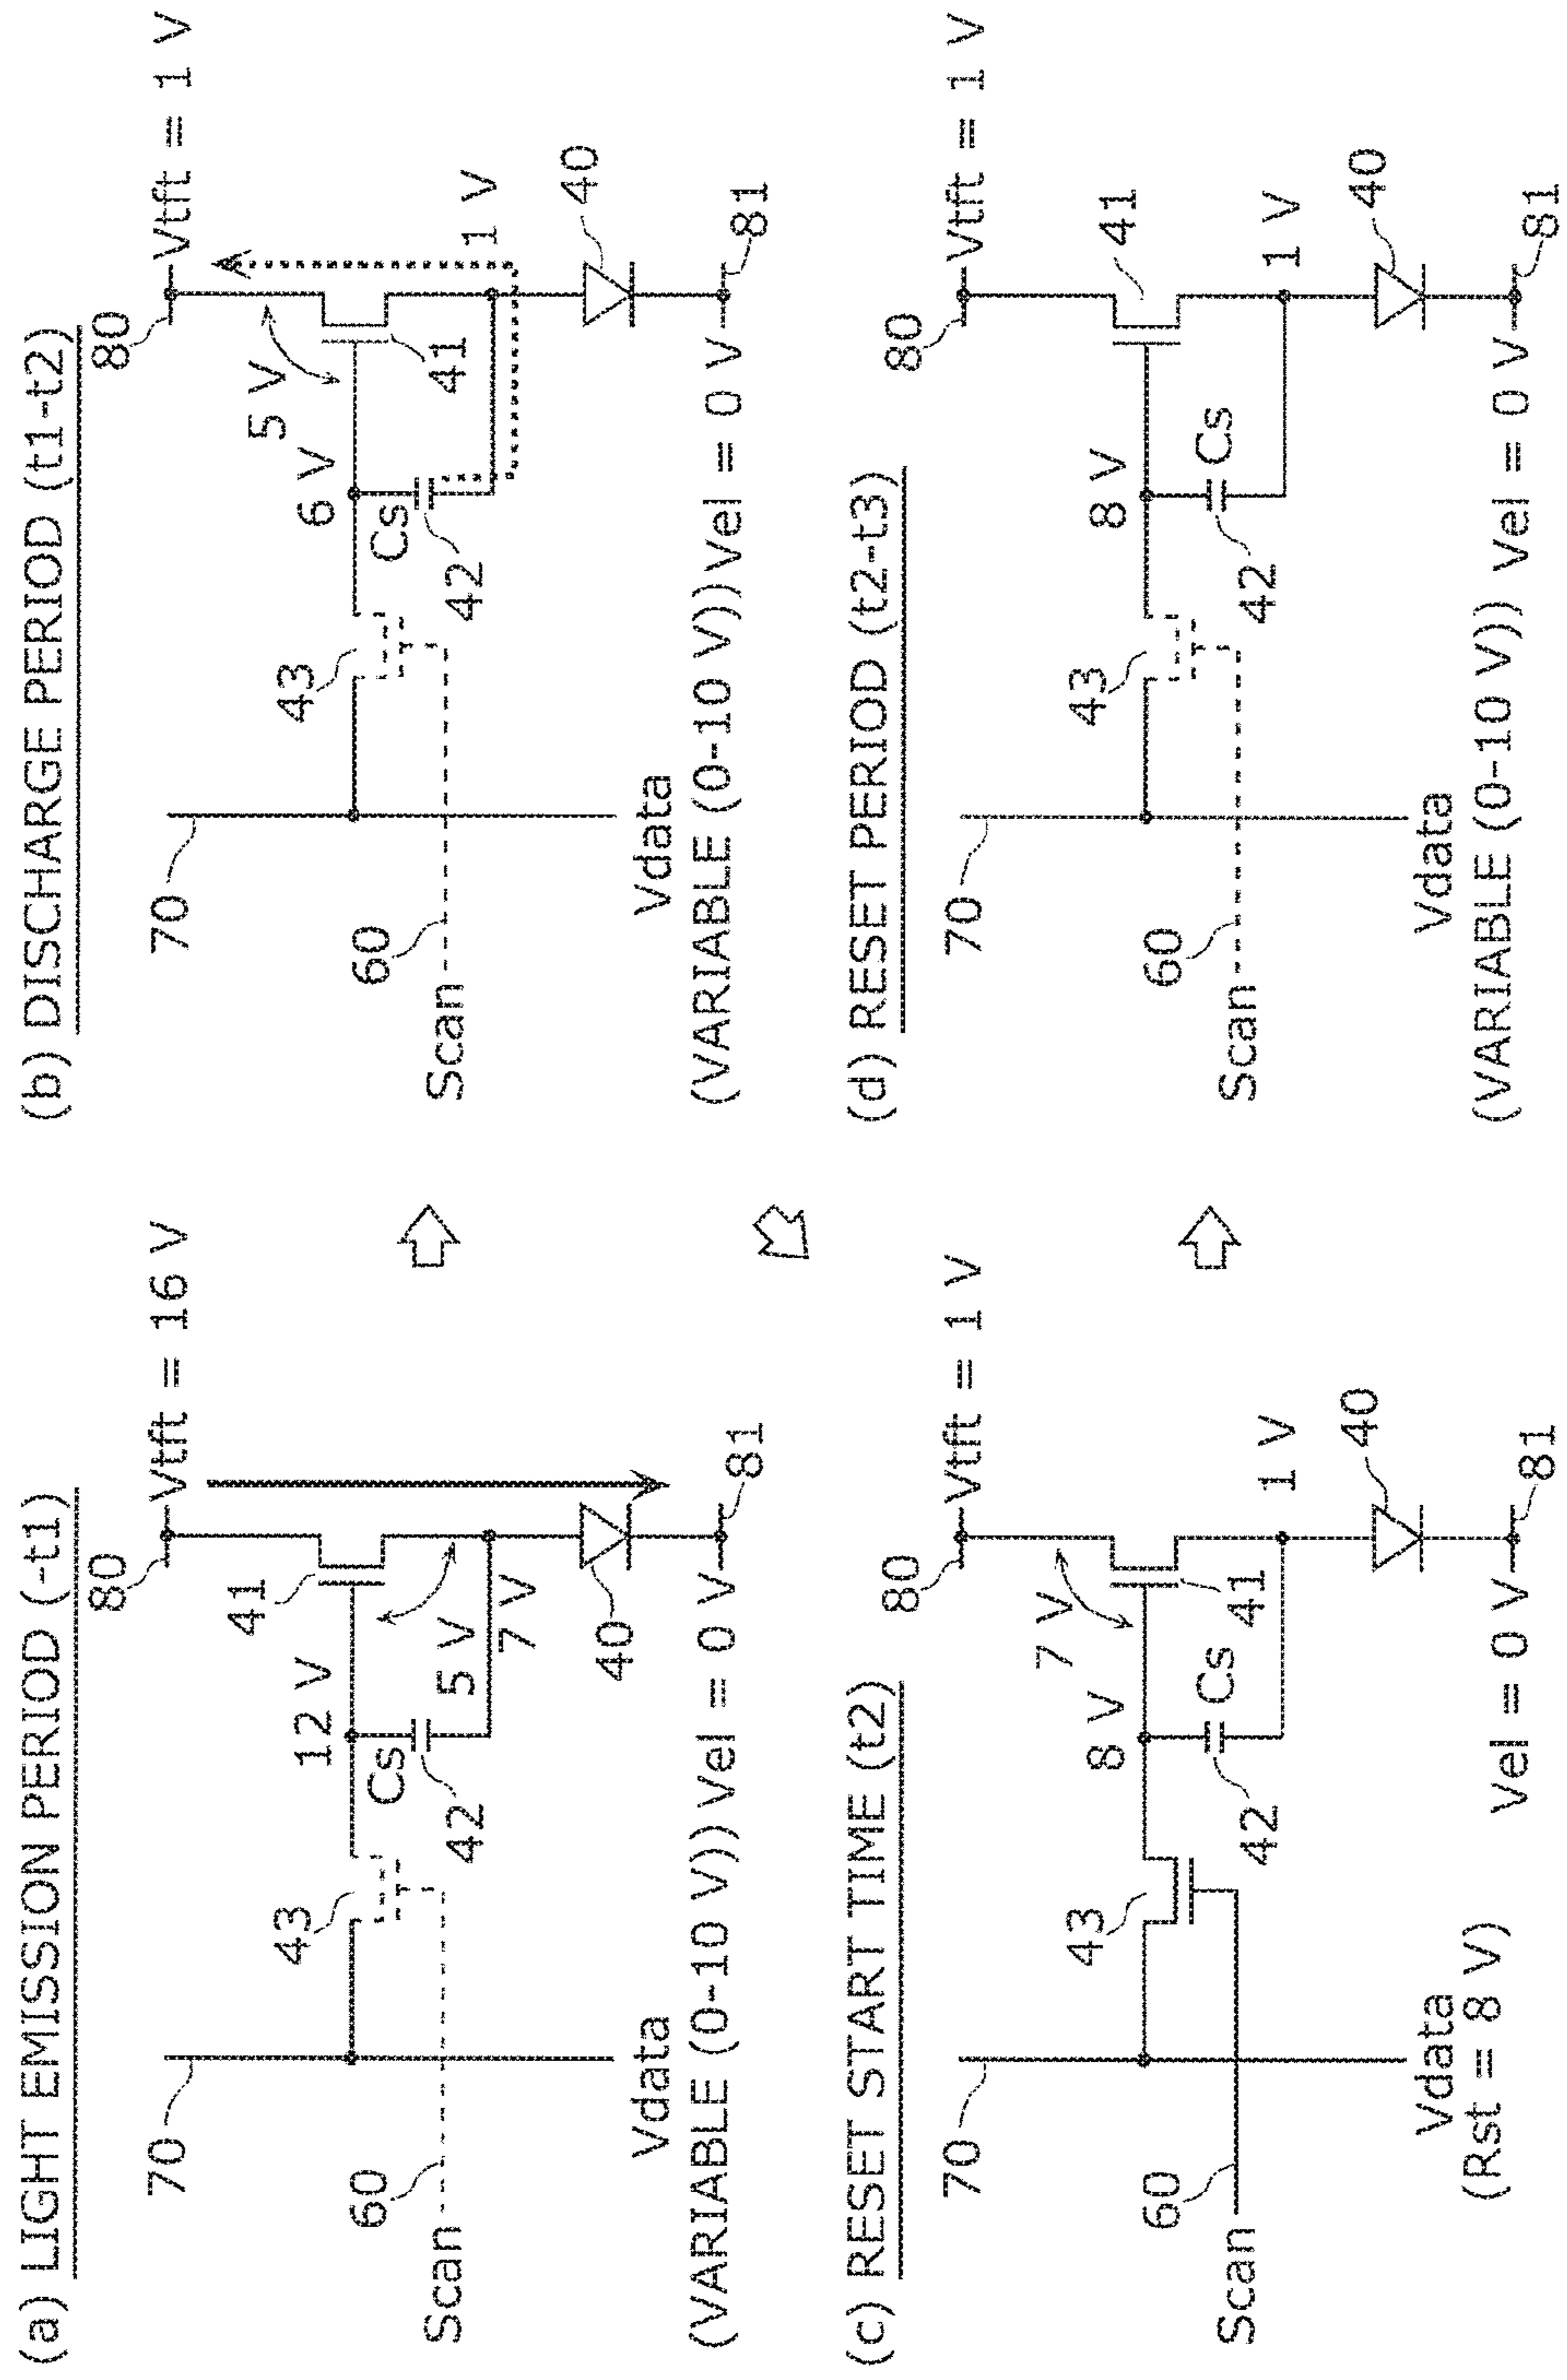 (a) LIGHT EMISSION PERIOD (-t1)
80
Vtft = 16 V
70
41
12 V
43
Cs
5 V
7 V
42
60
40
Scan
81
Vdata
(VARIABLE (0-10 V))
Vel = 0 V
(b) DISCHARGE PERIOD (t1-t2)
80
Vtft = 1 V
70
5 V
6 V
43
Cs
41
1 V
42
60
40
Scan
81
Vdata
(VARIABLE (0-10 V))
Vel = 0 V
(c) RESET START TIME (t2)
80
Vtft = 1 V
70
7 V
8 V
43
Cs
41
1 V
42
60
40
Scan
81
Vdata
(Rst = 8 V)
Vel = 0 V
(d) RESET PERIOD (t2-t3)
80
Vtft = 1 V
70
41
8 V
43
Cs
1 V
42
60
40
Scan
81
Vdata
(VARIABLE (0-10 V))
Vel = 0 V